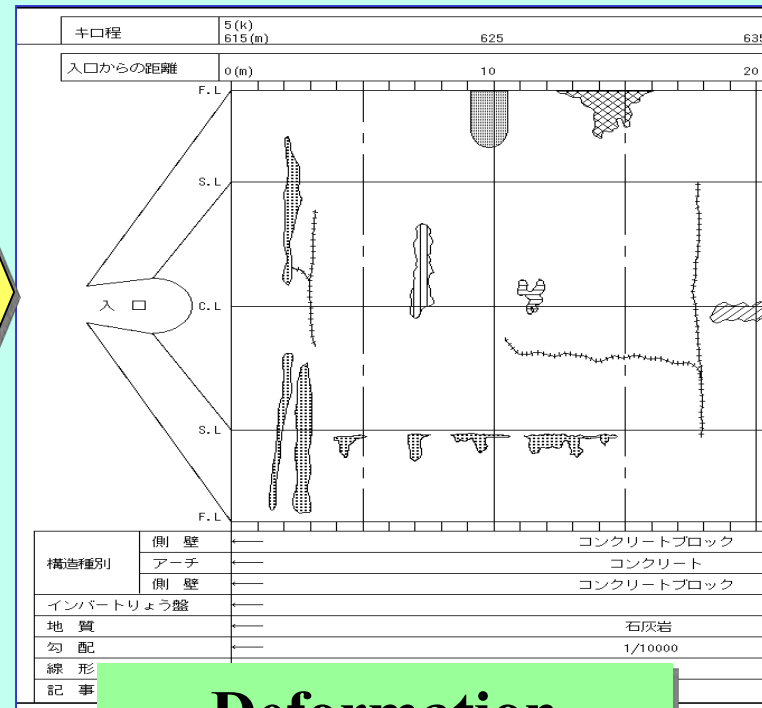 キロ程 5(k)
615(m) 625 635
入口からの距離 0(m) 10 20
F.L
S.L
入 口 C.L
S.L
F.L
構造種別 側 壁 ← コンクリートブロック
アーチ ← コンクリート
側 壁 ← コンクリートブロック
インバートりょう盤 ←
地 質 ← 石灰岩
勾 配 ← 1/10000
線 形
記 事
Deformation